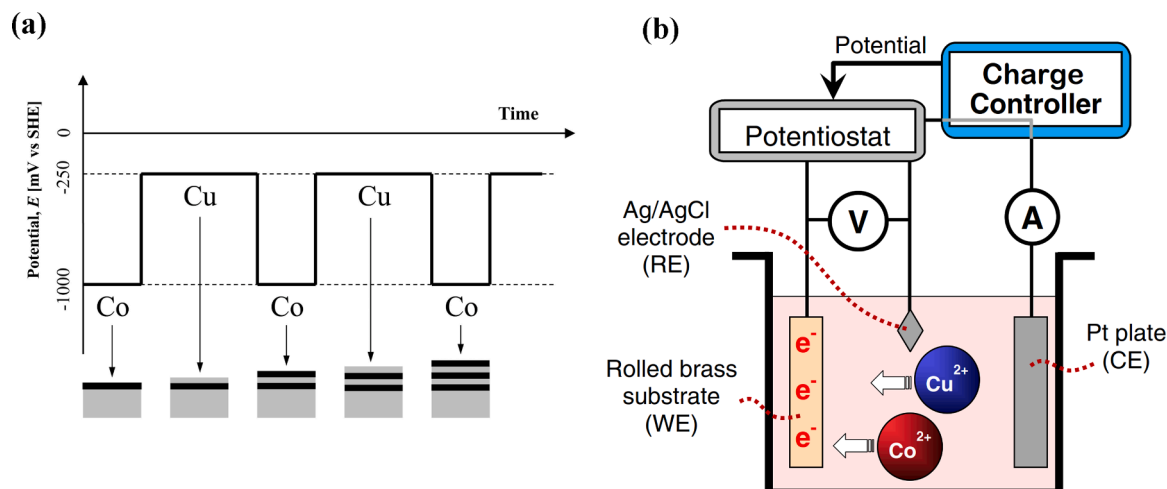 (a)
Potential, E [mV vs SHE]
0
-250
-1000
Time
Cu
Cu
Co
Co
Co
(b)
Potential
Charge
Controller
Potentiostat
Ag/AgCl
electrode
(RE)
V
A
Pt plate
(CE)
Rolled brass
substrate
(WE)
e-
e-
e-
Cu2+
Co2+